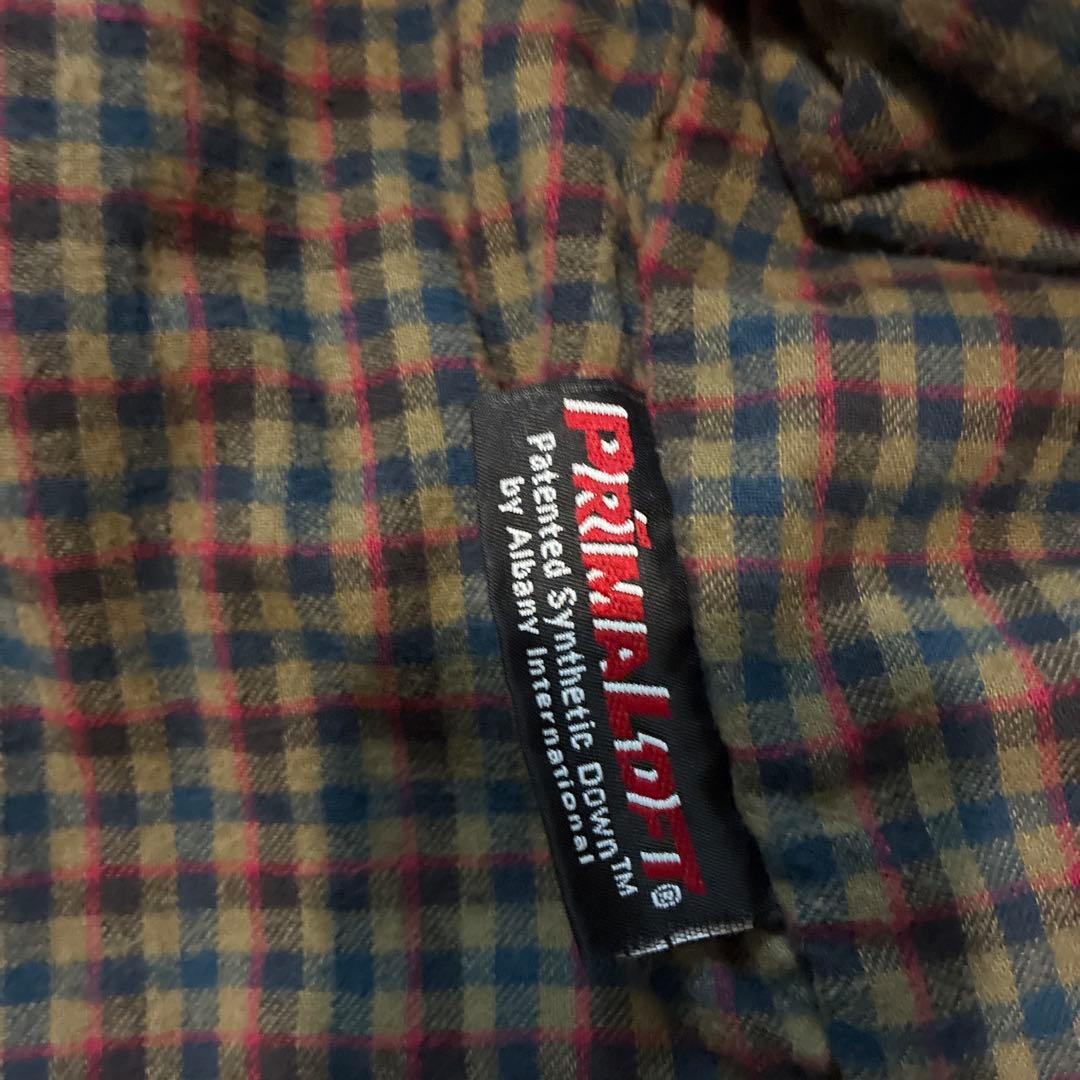 PRIMALOFT®
Patented Synthetic DOWN™
by Albany International